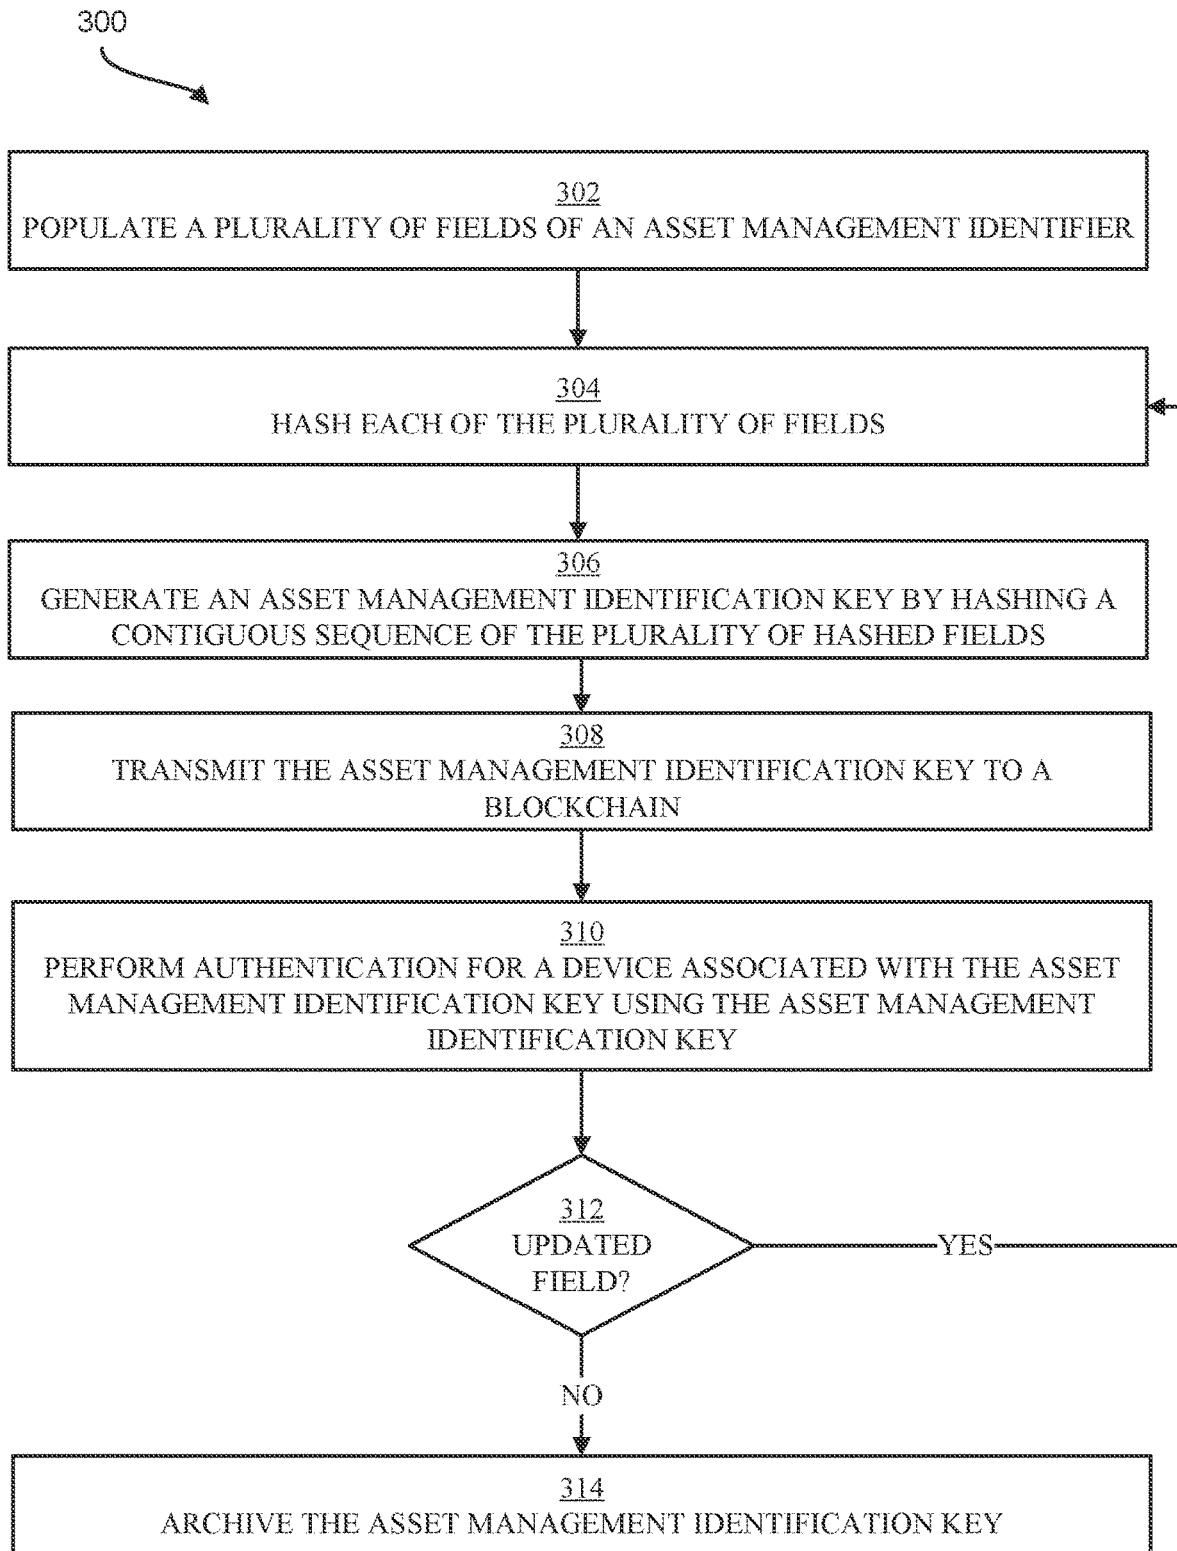 300
302
POPULATE A PLURALITY OF FIELDS OF AN ASSET MANAGEMENT IDENTIFIER
304
HASH EACH OF THE PLURALITY OF FIELDS
306
GENERATE AN ASSET MANAGEMENT IDENTIFICATION KEY BY HASHING A
CONTIGUOUS SEQUENCE OF THE PLURALITY OF HASHED FIELDS
308
TRANSMIT THE ASSET MANAGEMENT IDENTIFICATION KEY TO A
BLOCKCHAIN
310
PERFORM AUTHENTICATION FOR A DEVICE ASSOCIATED WITH THE ASSET
MANAGEMENT IDENTIFICATION KEY USING THE ASSET MANAGEMENT
IDENTIFICATION KEY
312
UPDATED
FIELD?
YES
NO
314
ARCHIVE THE ASSET MANAGEMENT IDENTIFICATION KEY